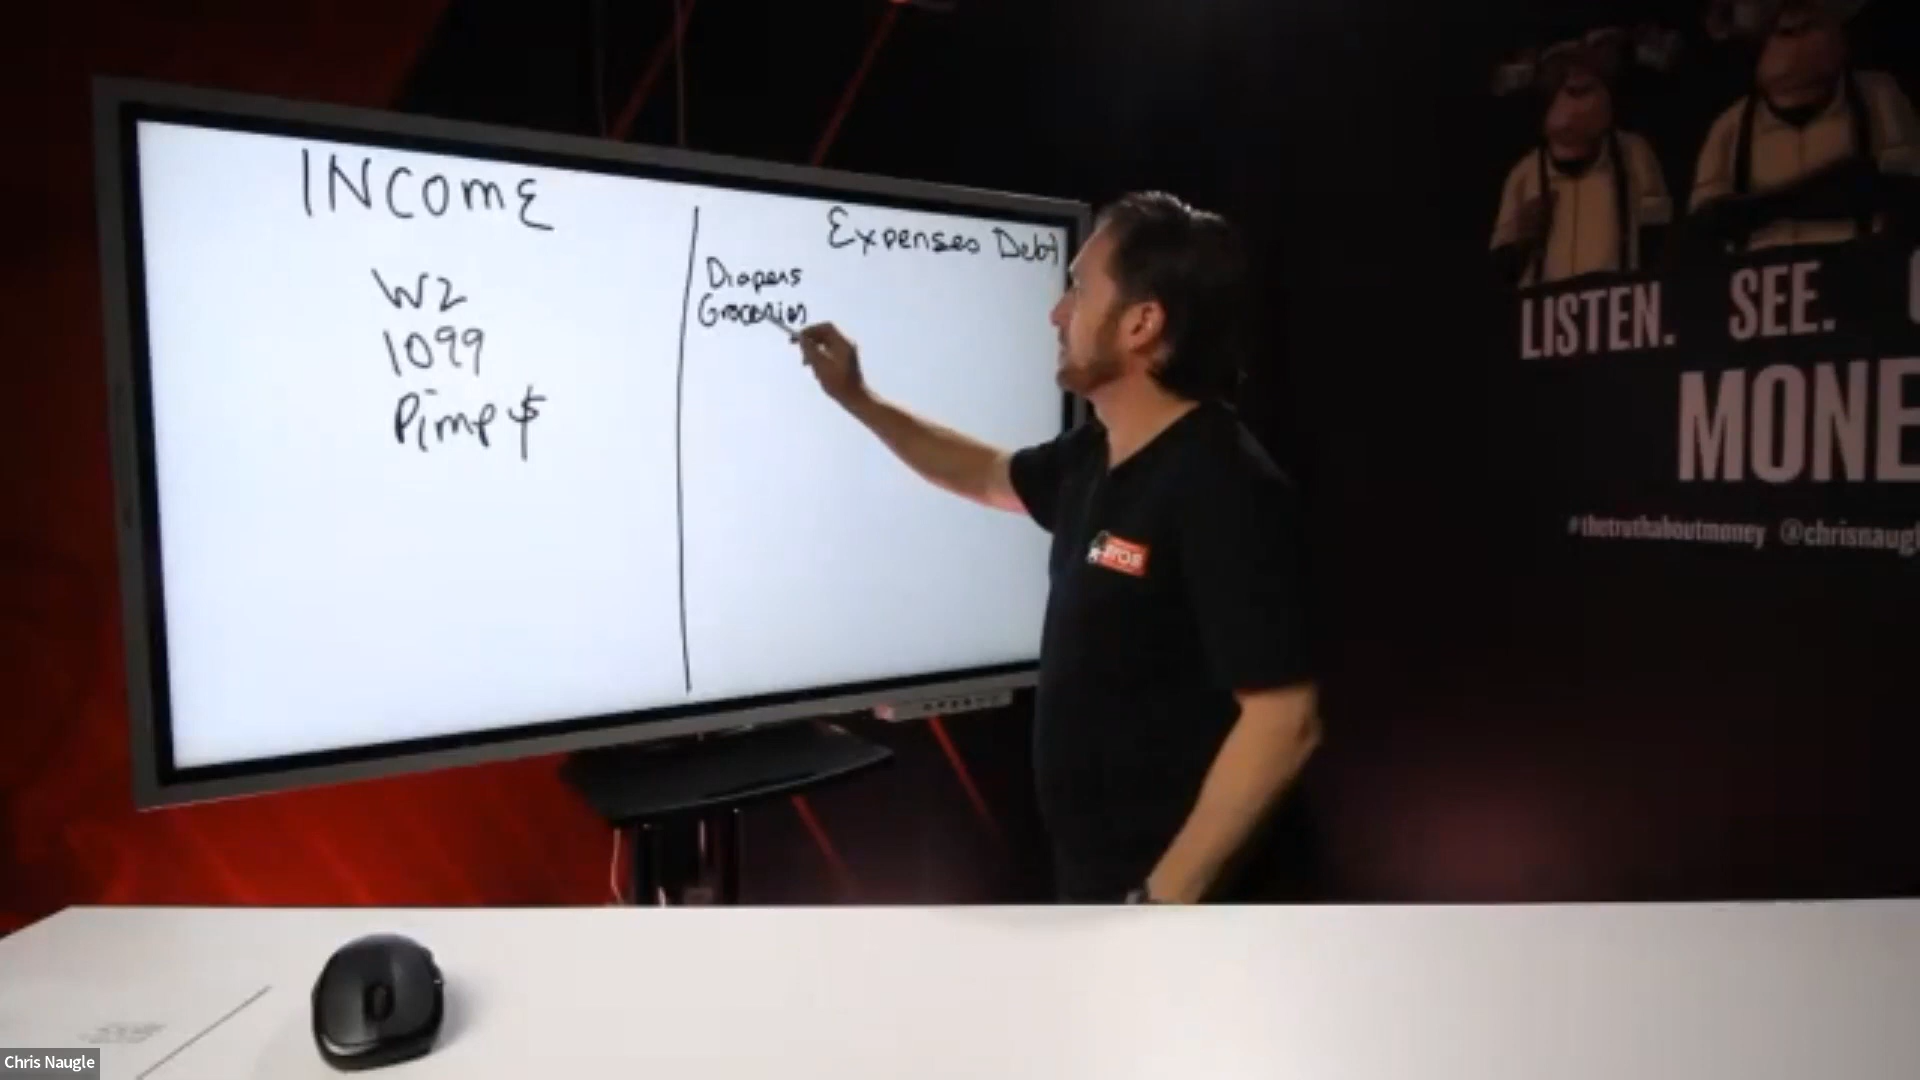 INCOME
W2
1099
Pimp $
Expenses Debt
Diapers
Groceries
LISTEN. SEE.
MONE
#thetruthaboutmoney @chrisnaugl
Chris Naugle